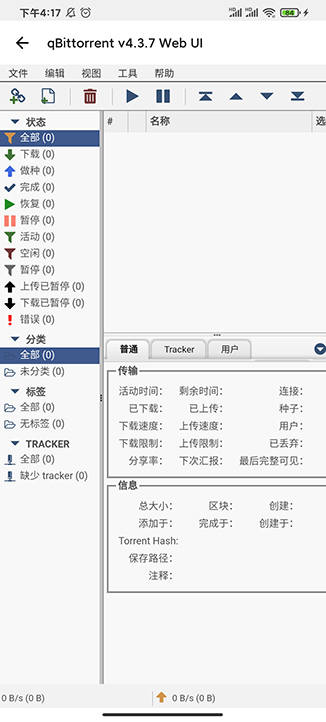 下午4:17
84
qBittorrent v4.3.7 Web UI
文件 编辑 视图 工具 帮助
状态
全部 (0)
下载 (0)
做种 (0)
完成 (0)
恢复 (0)
暂停 (0)
活动 (0)
空闲 (0)
暂停 (0)
上传已暂停 (0)
下载已暂停 (0)
错误 (0)
分类
全部 (0)
未分类 (0)
标签
全部 (0)
无标签 (0)
TRACKER
全部 (0)
缺少 tracker (0)
# 名称 选
普通 Tracker 用户
传输
活动时间: 剩余时间: 连接:
已下载: 已上传: 种子:
下载速度: 上传速度: 用户:
下载限制: 上传限制: 已丢弃:
分享率: 下次汇报: 最后完整可见:
信息
总大小: 区块: 创建:
添加于: 完成于: 创建于:
Torrent Hash:
保存路径:
注释:
0 B/s (0 B) 0 B/s (0 B)